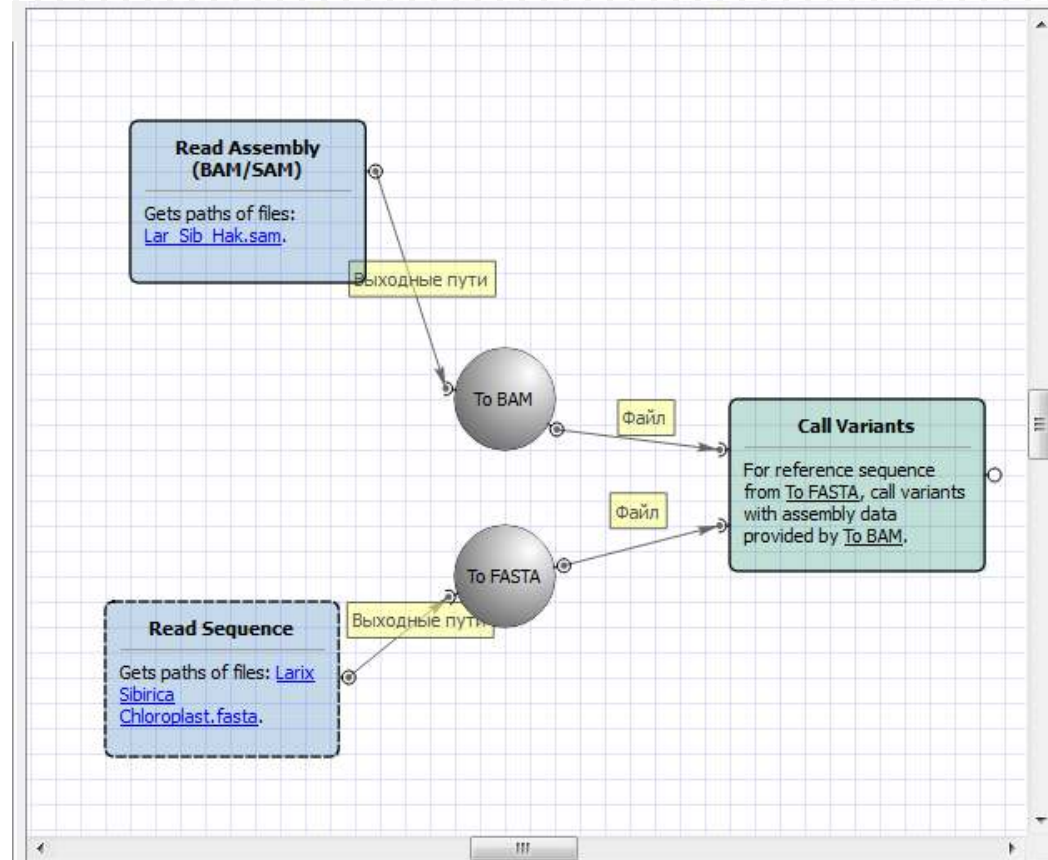 Read Assembly
(BAM/SAM)
Gets paths of files:
Lar_Sib_Hak.sam.
Выходные пути
To BAM
Файл
Call Variants
For reference sequence
from To FASTA, call variants
with assembly data
provided by To BAM.
Файл
To FASTA
Выходные пути
Read Sequence
Gets paths of files: Larix
Sibirica
Chloroplast.fasta.